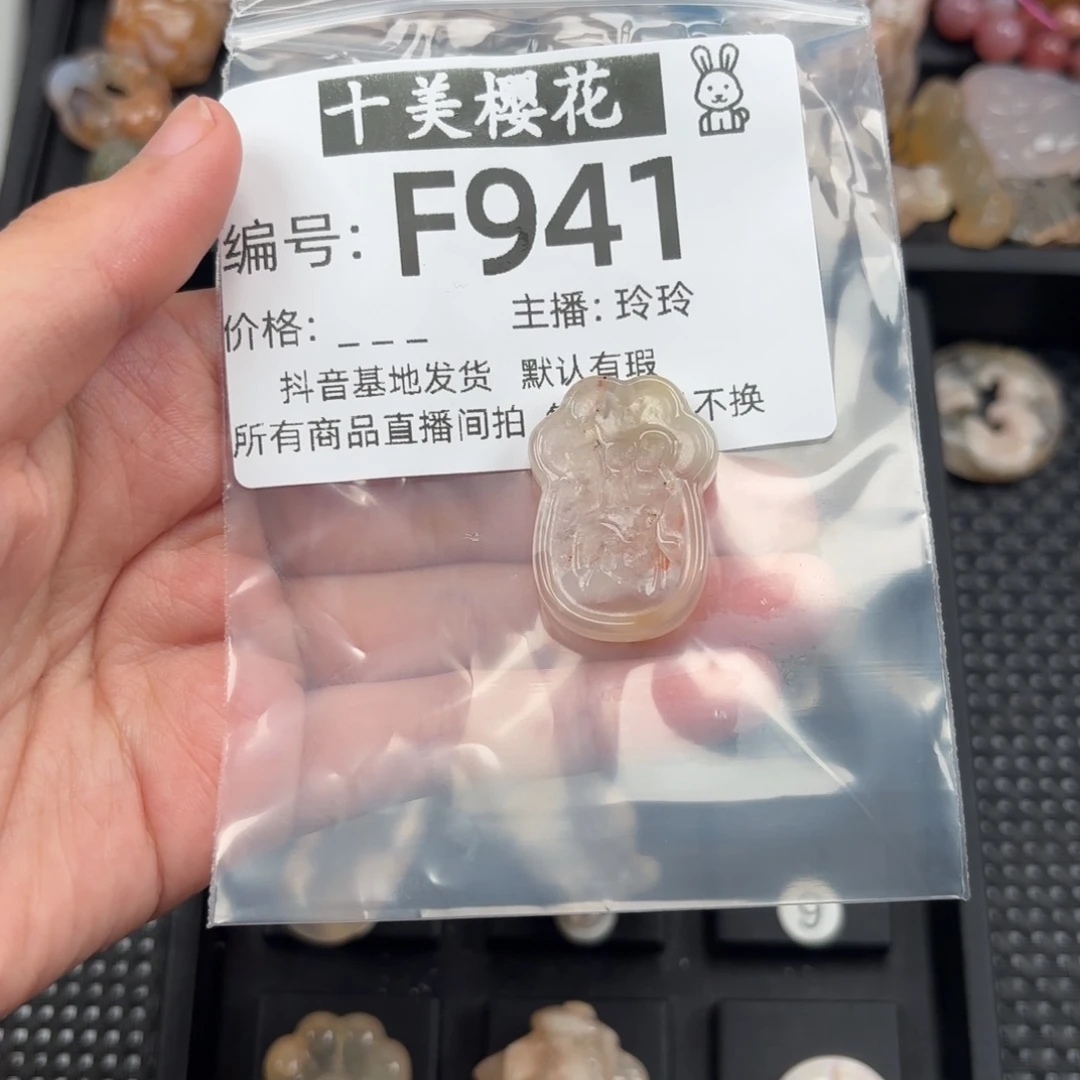 十美樱花
编号: F941
价格: _ _ _ 主播: 玲玲
抖音基地发货 默认有瑕
所有商品直播间拍 不换
9